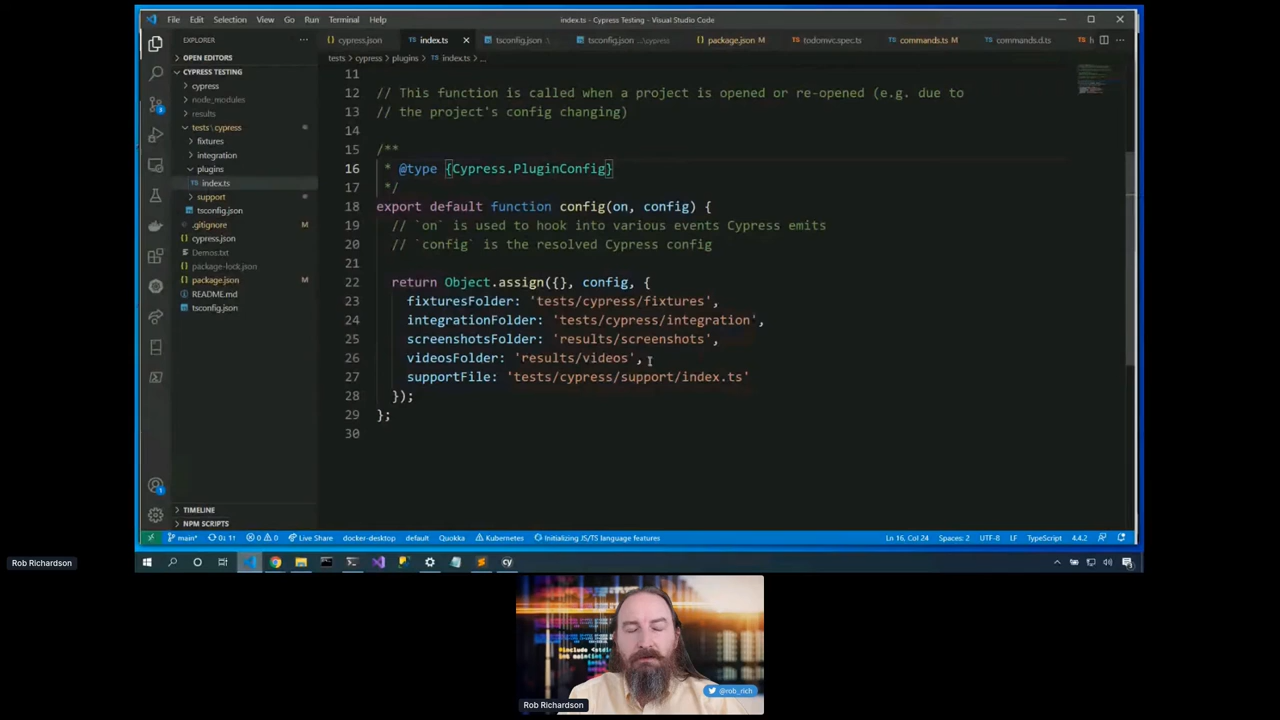 File Edit Selection View Go Run Terminal Help
index.ts - Cypress Testing - Visual Studio Code
EXPLORER
OPEN EDITORS
CYPRESS TESTING
cypress
node_modules
results
tests\cypress
fixtures
integration
plugins
index.ts
support
tsconfig.json
.gitignore
cypress.json M
Demos.txt
package-lock.json
package.json M
README.md
tsconfig.json
TIMELINE
NPM SCRIPTS
cypress.json
index.ts
tsconfig.json
tsconfig.json ...\cypress
package.json M
todomvc.spec.ts
commands.ts M
commands.d.ts
tests > cypress > plugins > index.ts > ...
11
12 // This function is called when a project is opened or re-opened (e.g. due to
13 // the project's config changing)
14
15 /**
16 * @type {Cypress.PluginConfig}
17 */
18 export default function config(on, config) {
19 // `on` is used to hook into various events Cypress emits
20 // `config` is the resolved Cypress config
21
22 return Object.assign({}, config, {
23 fixturesFolder: 'tests/cypress/fixtures',
24 integrationFolder: 'tests/cypress/integration',
25 screenshotsFolder: 'results/screenshots',
26 videosFolder: 'results/videos',
27 supportFile: 'tests/cypress/support/index.ts'
28 });
29 };
30
main* 0↓ 1↑ 0 0 Live Share docker-desktop default Quokka Kubernetes Initializing JS/TS language features
Ln 16, Col 24 Spaces: 2 UTF-8 LF TypeScript 4.4.2
Rob Richardson
@rob_rich
Rob Richardson